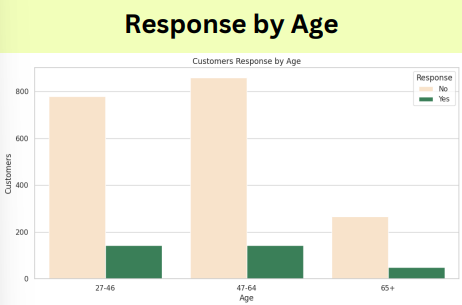 Response by Age
Customers Response by Age
Response
No
Yes
Customers
800
600
400
200
0
27-46
47-64
65+
Age